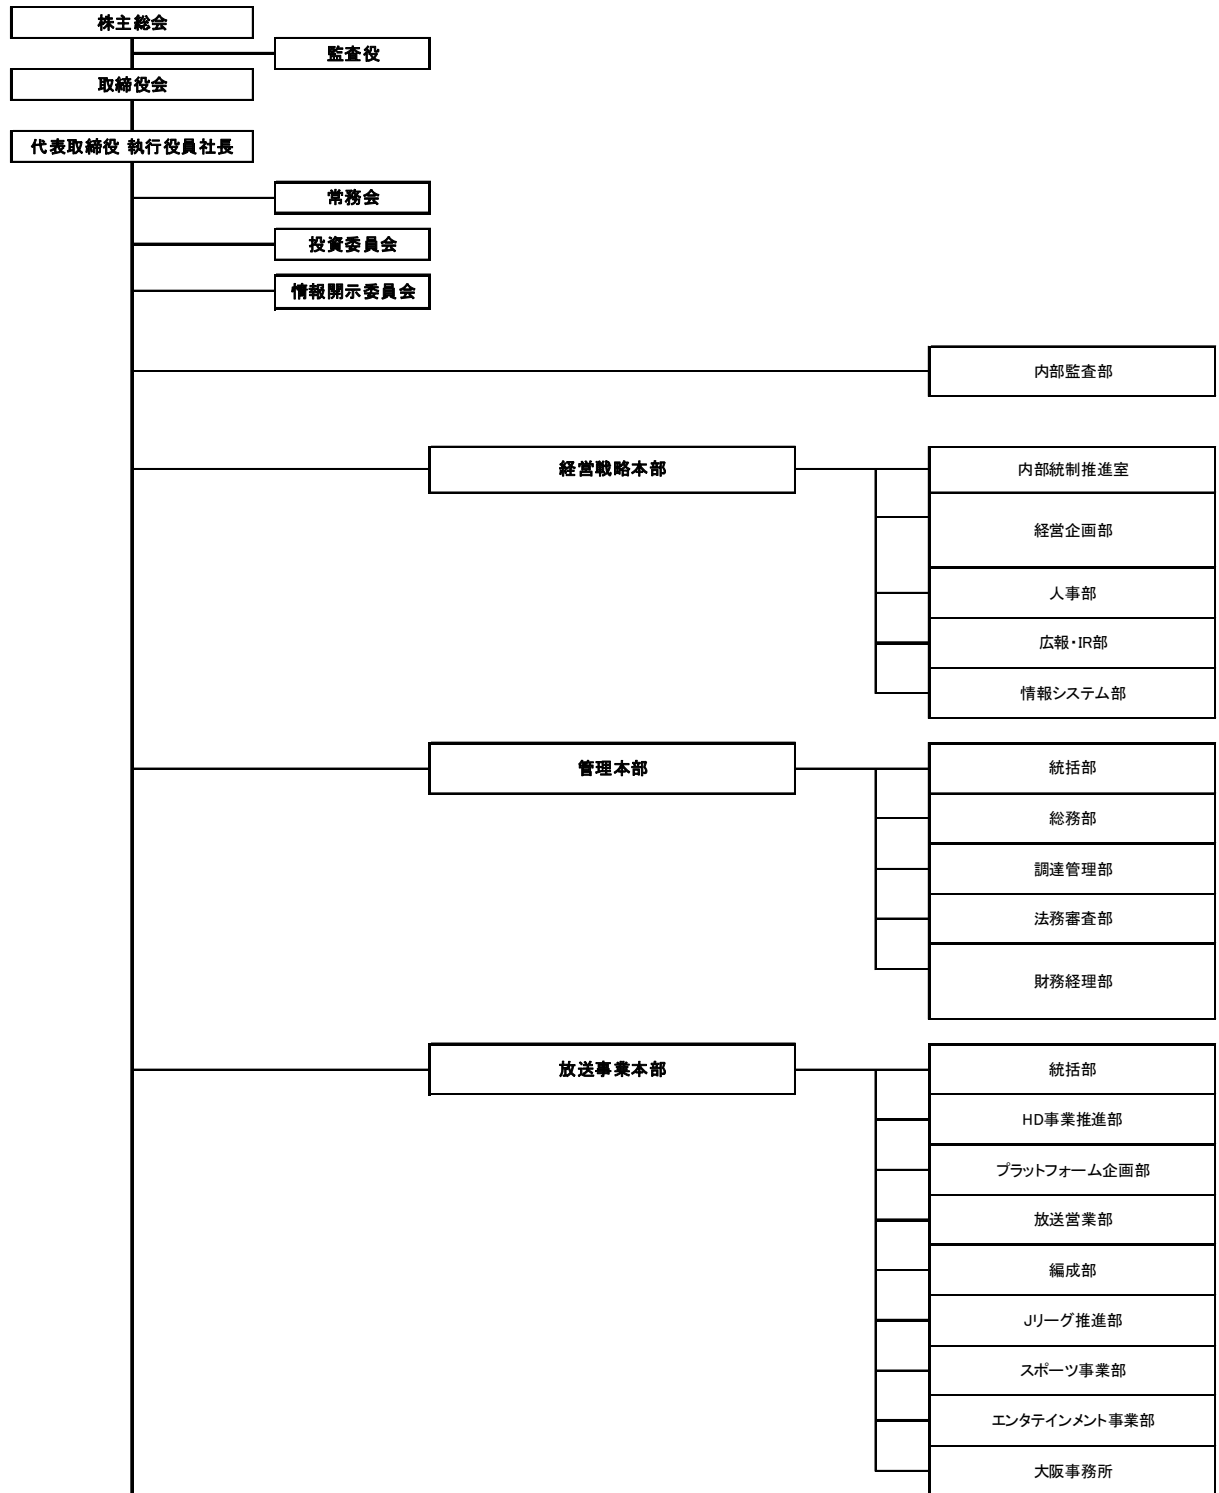 株主総会
監査役
取締役会
代表取締役 執行役員社長
常務会
投資委員会
情報開示委員会
内部監査部
経営戦略本部
内部統制推進室
経営企画部
人事部
広報・IR部
情報システム部
管理本部
統括部
総務部
調達管理部
法務審査部
財務経理部
放送事業本部
統括部
HD事業推進部
プラットフォーム企画部
放送営業部
編成部
Jリーグ推進部
スポーツ事業部
エンタテインメント事業部
大阪事務所